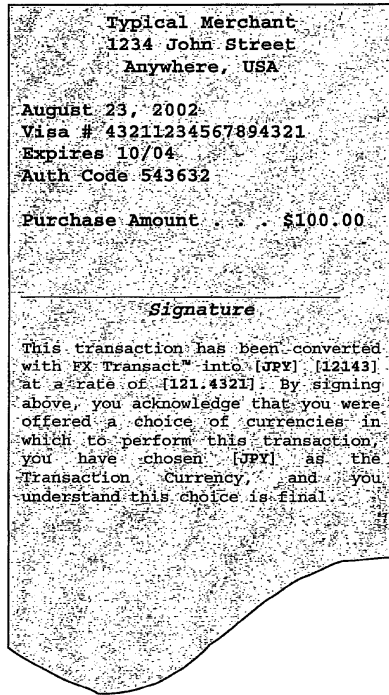 Typical Merchant
1234 John Street
Anywhere, USA
August 23, 2002
Visa # 43211234567894321
Expires 10/04
Auth Code 543632
Purchase Amount . . . $100.00
Signature
This transaction has been converted
with FX Transact™ into [JPY] [12143]
at a rate of [121.4321]. By signing
above, you acknowledge that you were
offered a choice of currencies in
which to perform this transaction,
you have chosen [JPY] as the
Transaction Currency, and you
understand this choice is final.